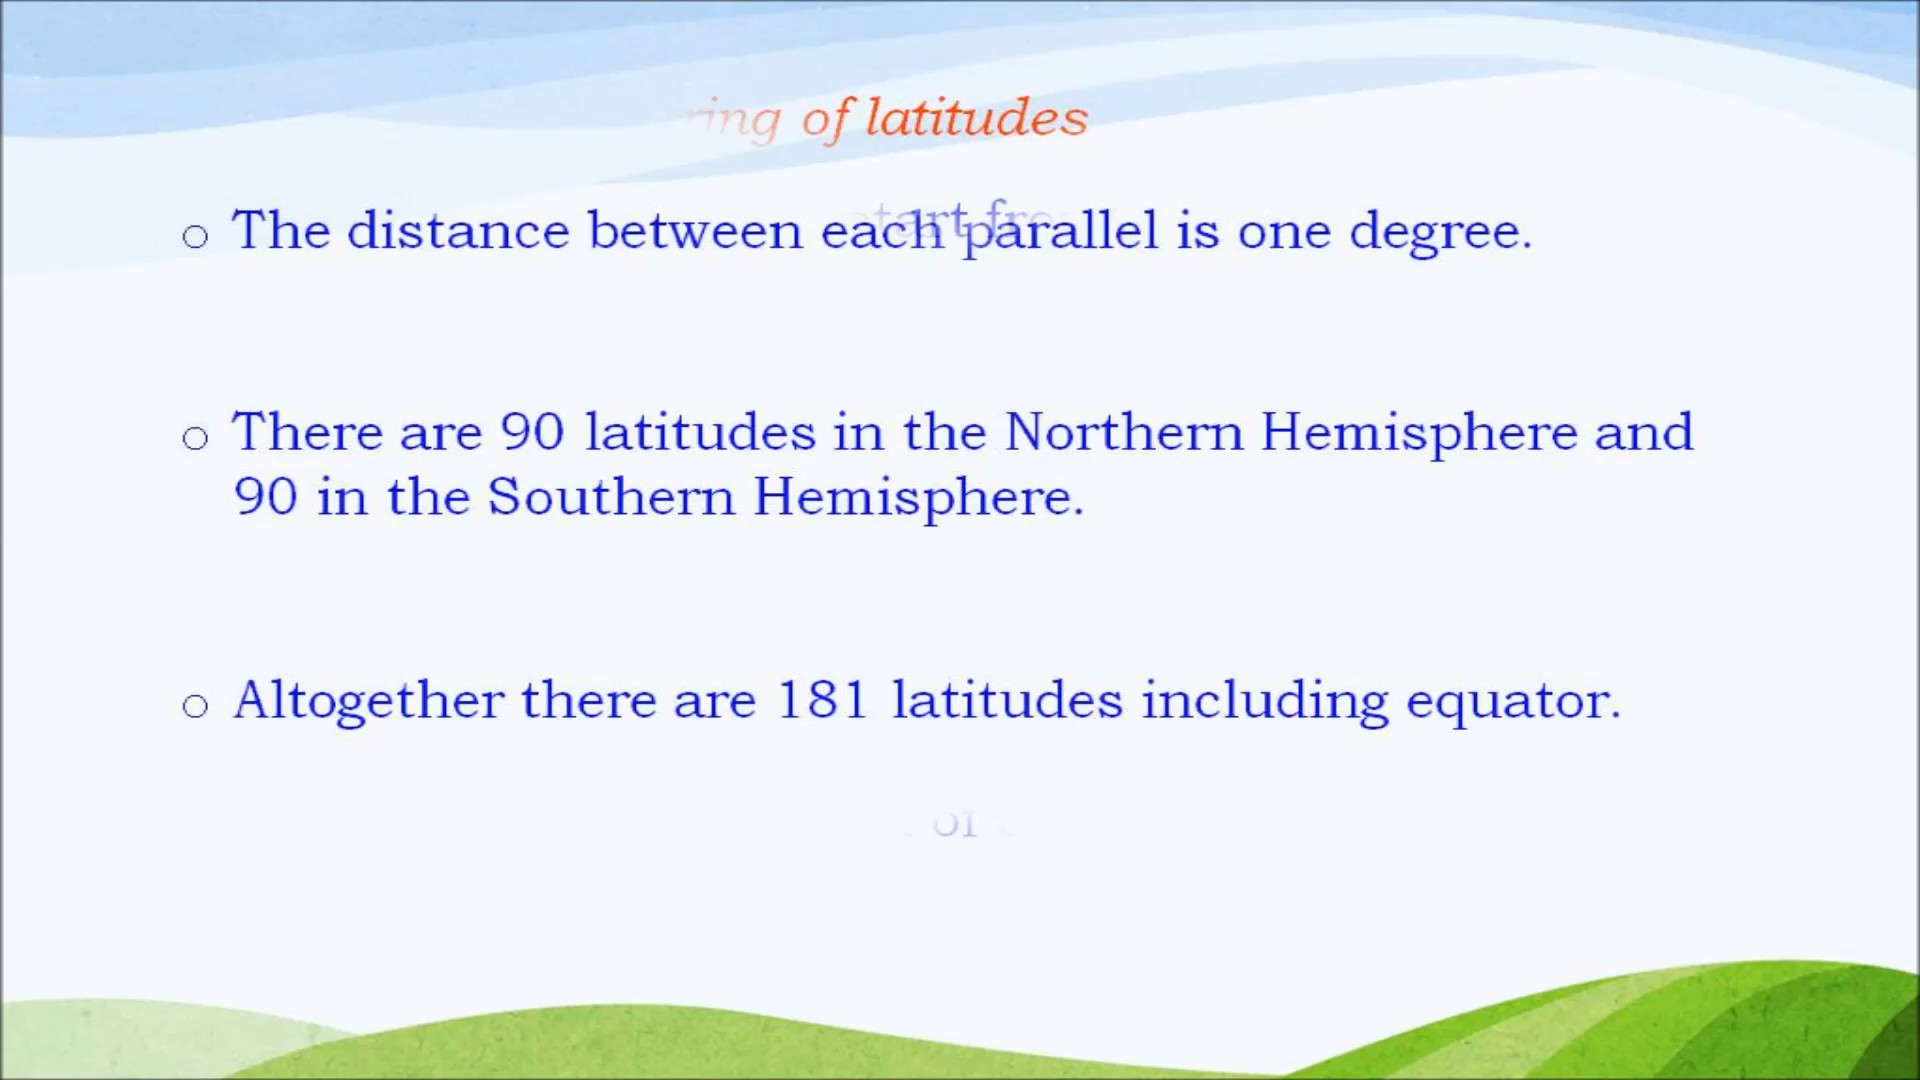 of latitudes
The distance between each parallel is one degree.
There are 90 latitudes in the Northern Hemisphere and
90 in the Southern Hemisphere.
Altogether there are 181 latitudes including equator.